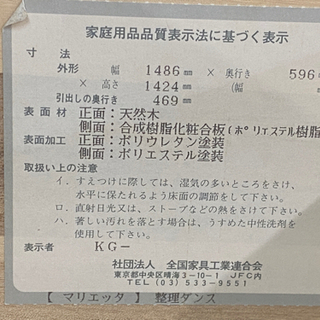 家庭用品品質表示法に基づく表示
寸　法
外形　幅　1486mm　×　奥行き　596
×　高さ　1424mm　(幅
引出しの奥行き　469mm
表面材　正面：天然木
側面：合成樹脂化粧合板(ポリエステル樹脂
表面加工　正面：ポリウレタン塗装
側面：ポリエステル塗装
取扱い上の注意
イ．すえつけに際しては、湿気の多いところをさけ、
水平に保たれるよう床面の調節をして下さい。
ロ．直射日光又は、ストーブなどの熱をさけて下さい。
ハ．著しい汚れを落とす場合は、うすめた中性洗剤を
使用して下さい。
表示者　KGー
社団法人　全国家具工業連合会
東京都中央区晴海3-10-1　JFC内
TEL (03) 533-9551
【 マリエッタ 】 整理ダンス